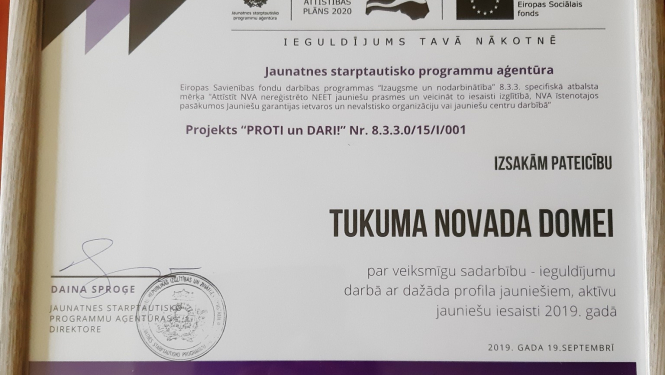 ATTĪSTĪBAS
PLĀNS 2020
Jaunatnes starptautisko
programmu aģentūra
Eiropas Sociālais
fonds
IEGULDĪJUMS TAVĀ NĀKOTNĒ
Jaunatnes starptautisko programmu aģentūra
Eiropas Savienības fondu darbības programmas "Izaugsme un nodarbinātība" 8.3.3. specifiskā atbalsta
mērķa "Attīstīt NVA nereģistrēto NEET jauniešu prasmes un veicināt to iesaisti izglītībā, NVA īstenotajos
pasākumos Jauniešu garantijas ietvaros un nevalstisko organizāciju vai jauniešu centru darbībā"
Projekts "PROTI un DARI!" Nr. 8.3.3.0/15/I/001
IZSAKĀM PATEICĪBU
TUKUMA NOVADA DOMEI
par veiksmīgu sadarbību - ieguldījumu
darbā ar dažāda profila jauniešiem, aktīvu
jauniešu iesaisti 2019. gadā
DAINA SPROGE
JAUNATNES STARPTAUTISKO
PROGRAMMU AĢENTŪRAS
DIREKTORE
2019. GADA 19.SEPTEMBRĪ